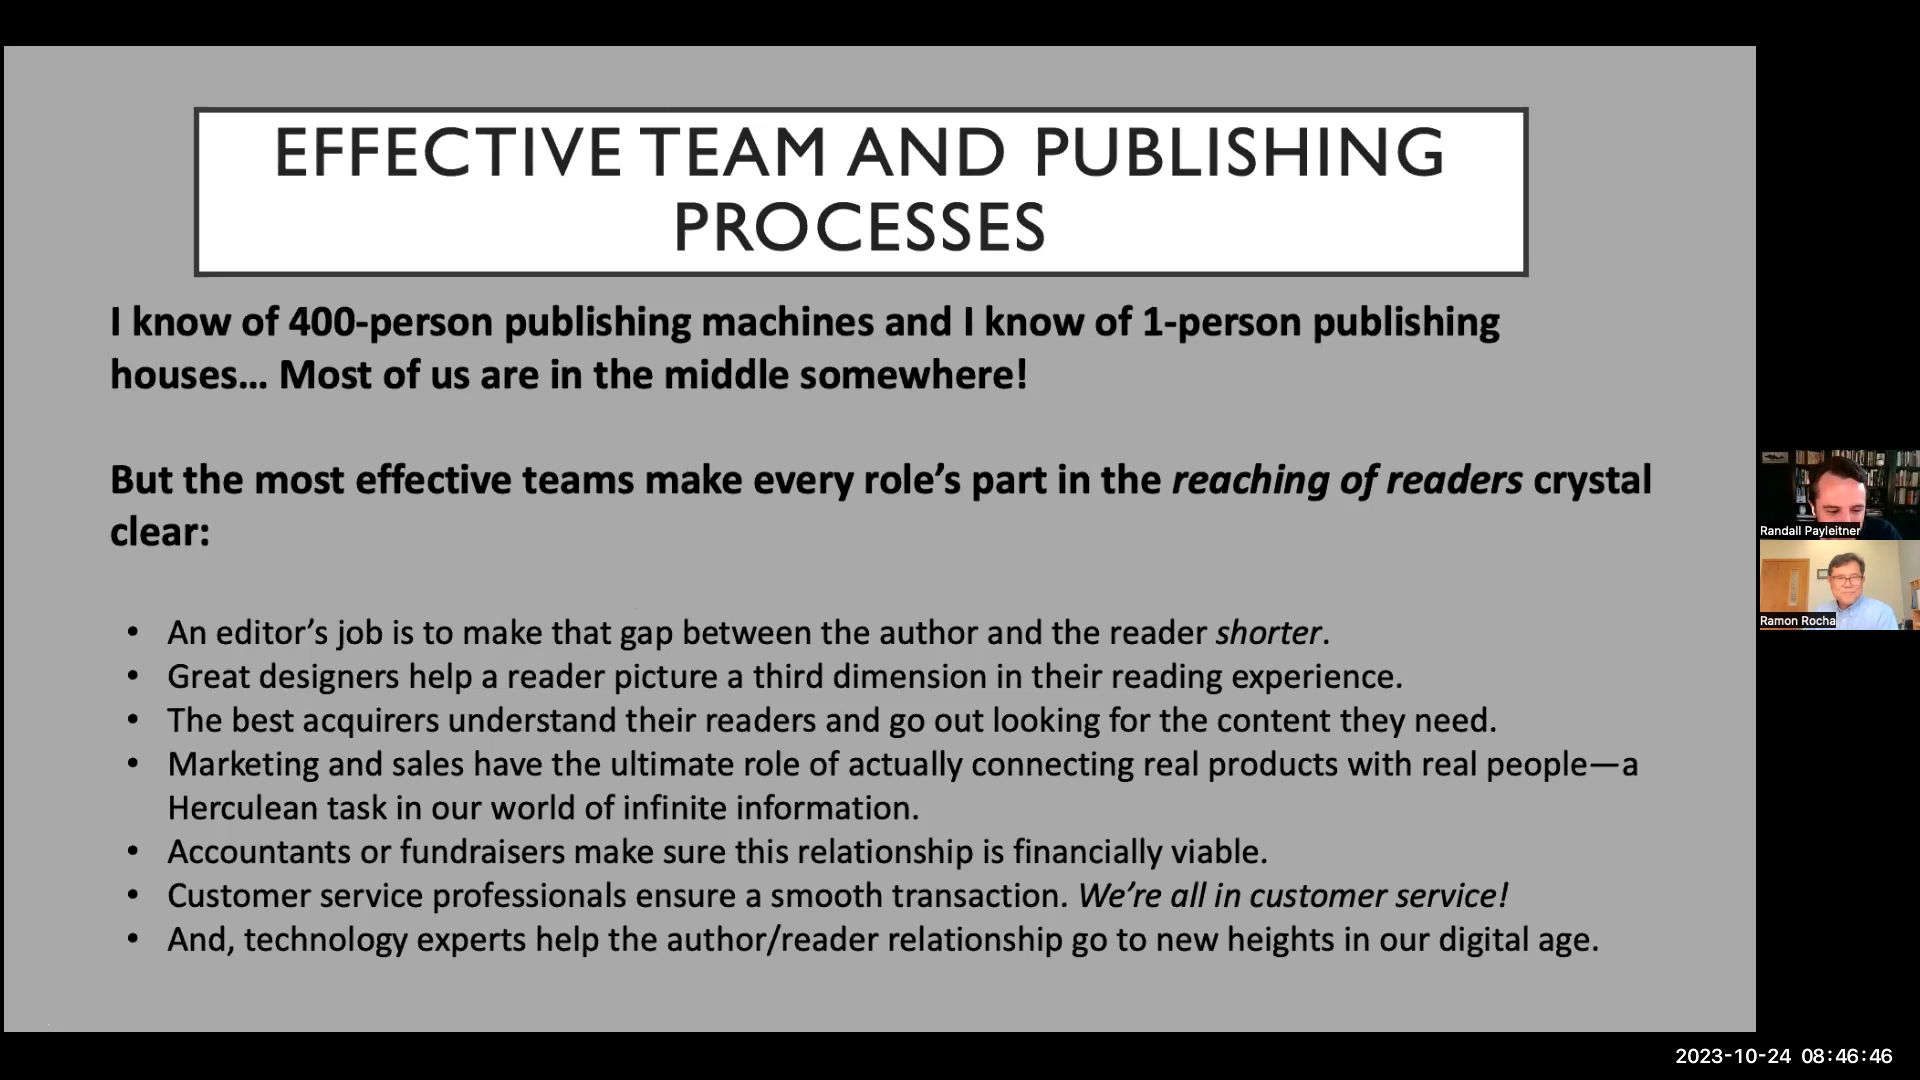 EFFECTIVE TEAM AND PUBLISHING
PROCESSES
I know of 400-person publishing machines and I know of 1-person publishing
houses... Most of us are in the middle somewhere!
But the most effective teams make every role’s part in the reaching of readers crystal
clear:
• An editor’s job is to make that gap between the author and the reader shorter.
• Great designers help a reader picture a third dimension in their reading experience.
• The best acquirers understand their readers and go out looking for the content they need.
• Marketing and sales have the ultimate role of actually connecting real products with real people—a
Herculean task in our world of infinite information.
• Accountants or fundraisers make sure this relationship is financially viable.
• Customer service professionals ensure a smooth transaction. We’re all in customer service!
• And, technology experts help the author/reader relationship go to new heights in our digital age.
Randall Payleitner
Ramon Rocha
2023-10-24 08:46:46